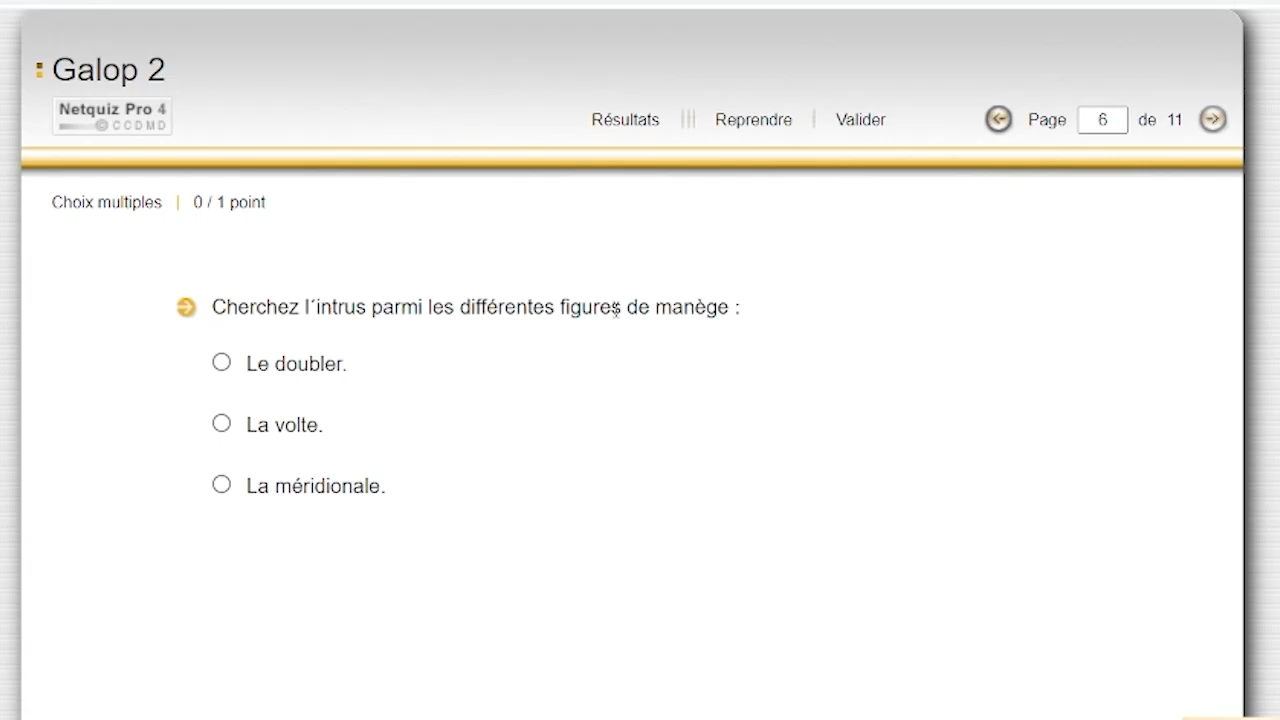 Galop 2
Netquiz Pro 4
© CCDMD
Résultats Reprendre Valider Page 6 de 11
Choix multiples | 0 / 1 point
Cherchez l´intrus parmi les différentes figures de manège :
Le doubler.
La volte.
La méridionale.